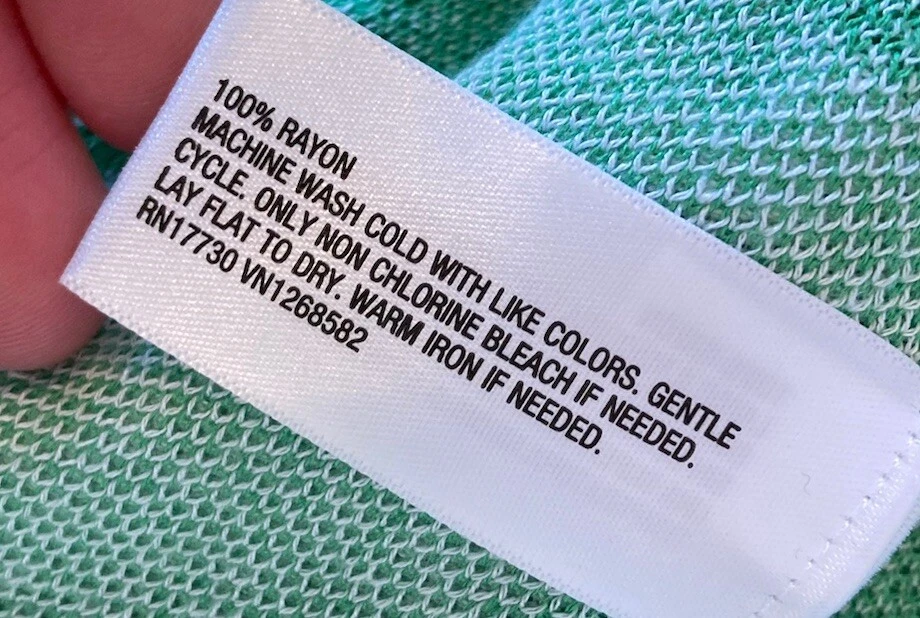 100% RAYON
MACHINE WASH COLD WITH LIKE COLORS. GENTLE
CYCLE. ONLY NON CHLORINE BLEACH IF NEEDED.
LAY FLAT TO DRY. WARM IRON IF NEEDED.
RN17730 VN1268582